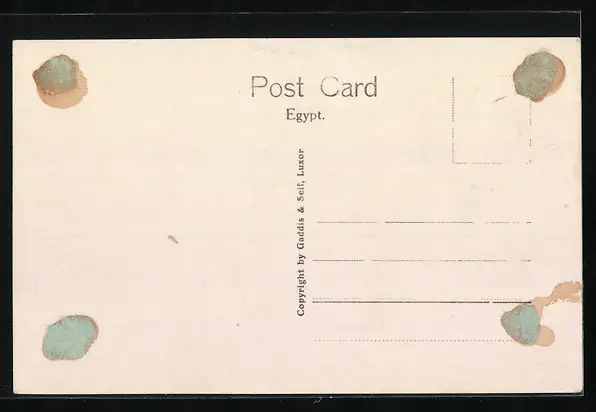 Post Card
Egypt.
Copyright by Gaddis & Seif, Luxor